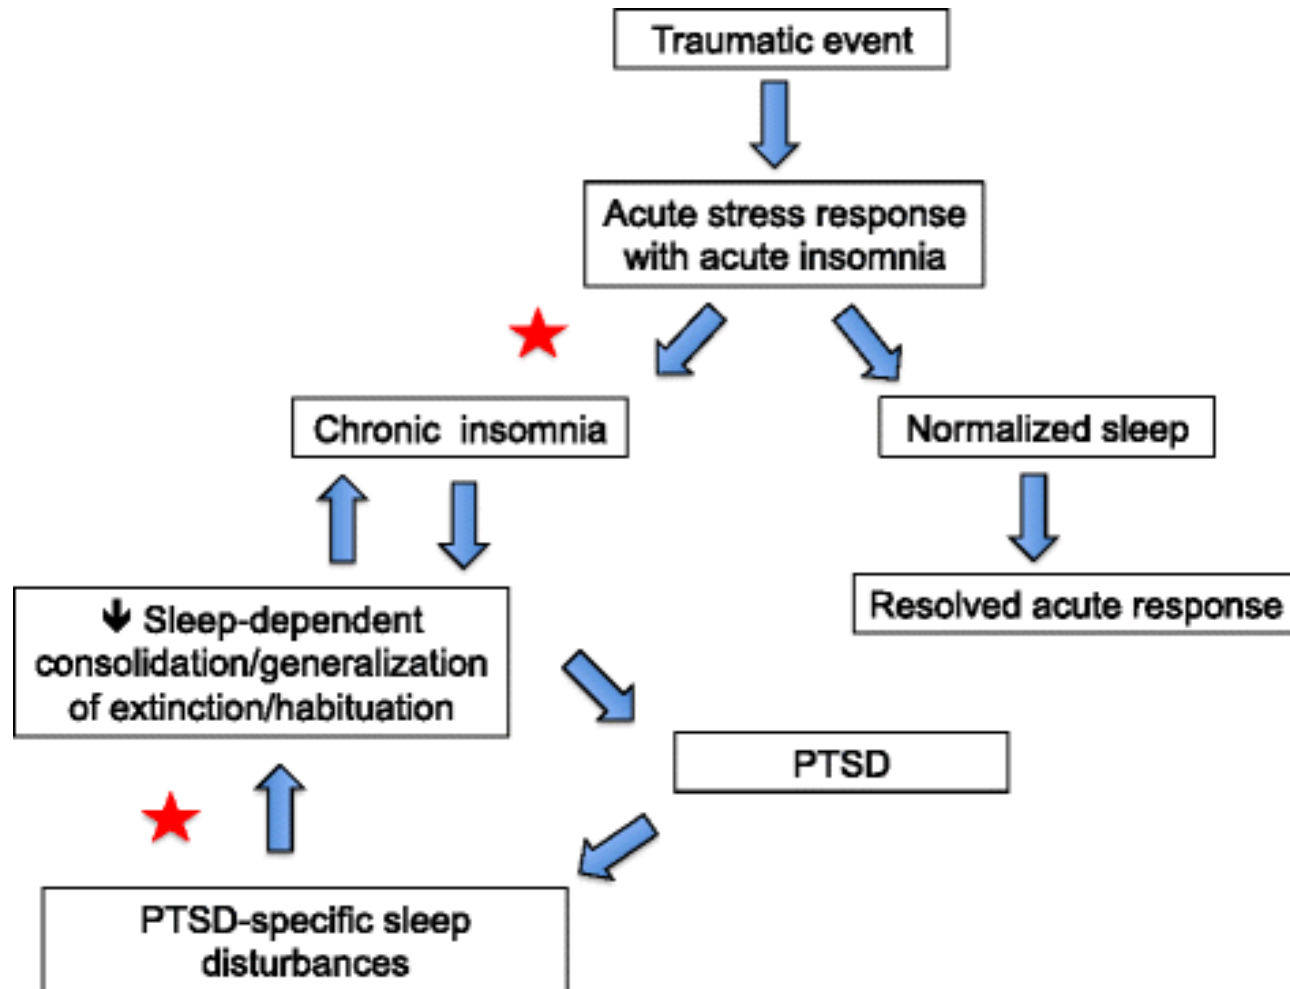 Traumatic event
Acute stress response
with acute insomnia
Chronic insomnia
Normalized sleep
↓ Sleep-dependent
consolidation/generalization
of extinction/habituation
Resolved acute response
PTSD
PTSD-specific sleep
disturbances